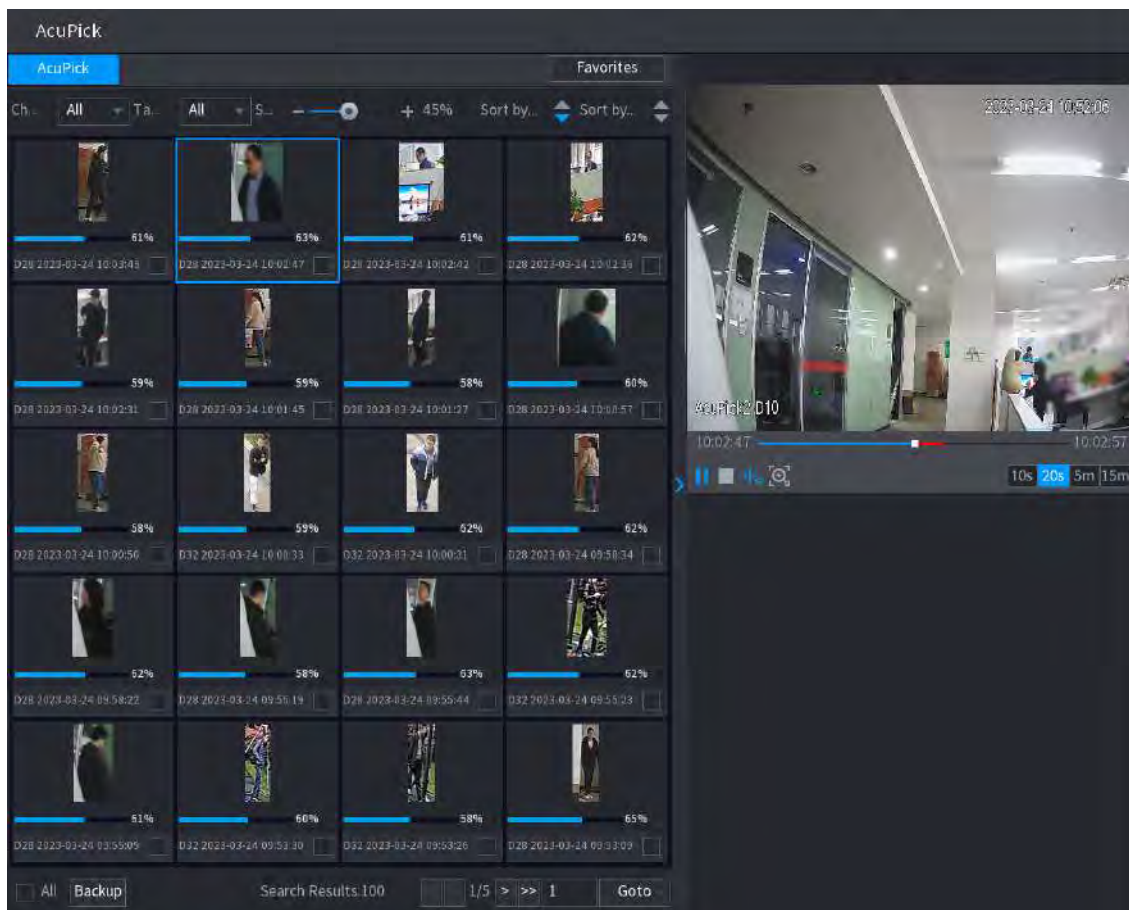 AcuPick
AcuPick
Favorites
Ch... All Ta... All S... 45% Sort by... Sort by...
2023-03-24 10:52:06
61% 63% 61% 62%
D28 2023-03-24 10:03:45 D28 2023-03-24 10:02:47 D28 2023-03-24 10:02:42 D28 2023-03-24 10:02:36
59% 59% 58% 60%
D28 2023-03-24 10:02:31 D28 2023-03-24 10:01:45 D28 2023-03-24 10:01:27 D28 2023-03-24 10:00:57
AcuPick2.D10
10:02:47 10:02:57
10s 20s 5m 15m
58% 59% 62% 62%
D28 2023-03-24 10:00:50 D32 2023-03-24 10:00:33 D32 2023-03-24 10:00:31 D28 2023-03-24 09:58:34
62% 58% 63% 62%
D28 2023-03-24 09:58:22 D28 2023-03-24 D28 2023-03-24 09:55:44 D32 2023-03-24 09:55:23
61% 60% 58% 65%
D28 2023-03-24 D32 2023-03-24 09:53:30 D32 2023-03-24 09:53:26 D28 2023-03-24 09:53:09
All Backup Search Results:100 1/5 > >> 1 Goto